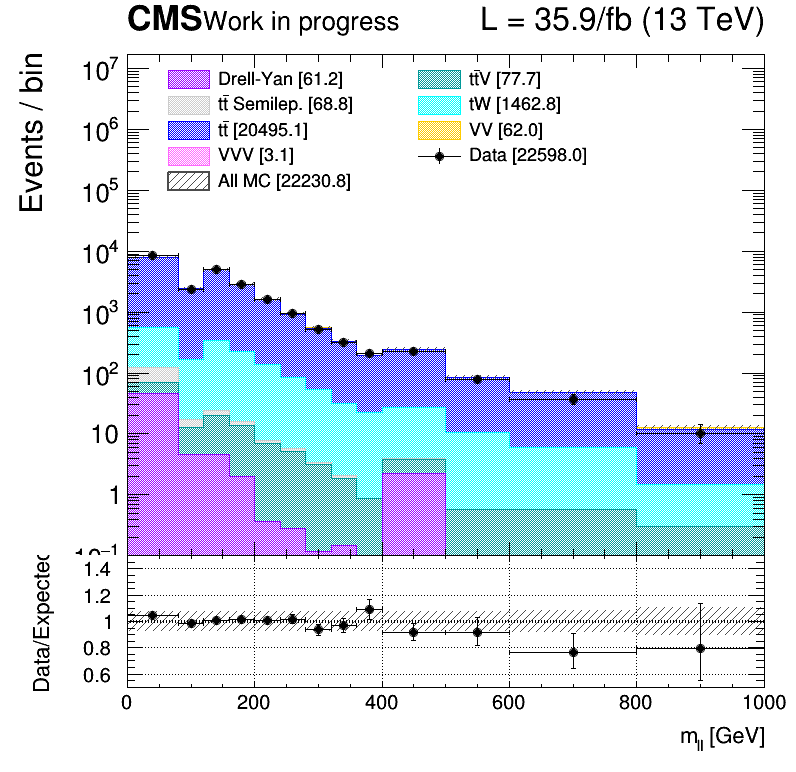 CMS Work in progress L = 35.9/fb (13 TeV)
Events / bin
Drell-Yan [61.2] tt̄V [77.7]
tt̄ Semilep. [68.8] tW [1462.8]
tt̄ [20495.1] VV [62.0]
VVV [3.1] Data [22598.0]
All MC [22230.8]
10⁷
10⁶
10⁵
10⁴
10³
10²
10
1
10⁻¹
Data/Expected
1.4
1.2
1
0.8
0.6
0 200 400 600 800 1000
m_ll [GeV]